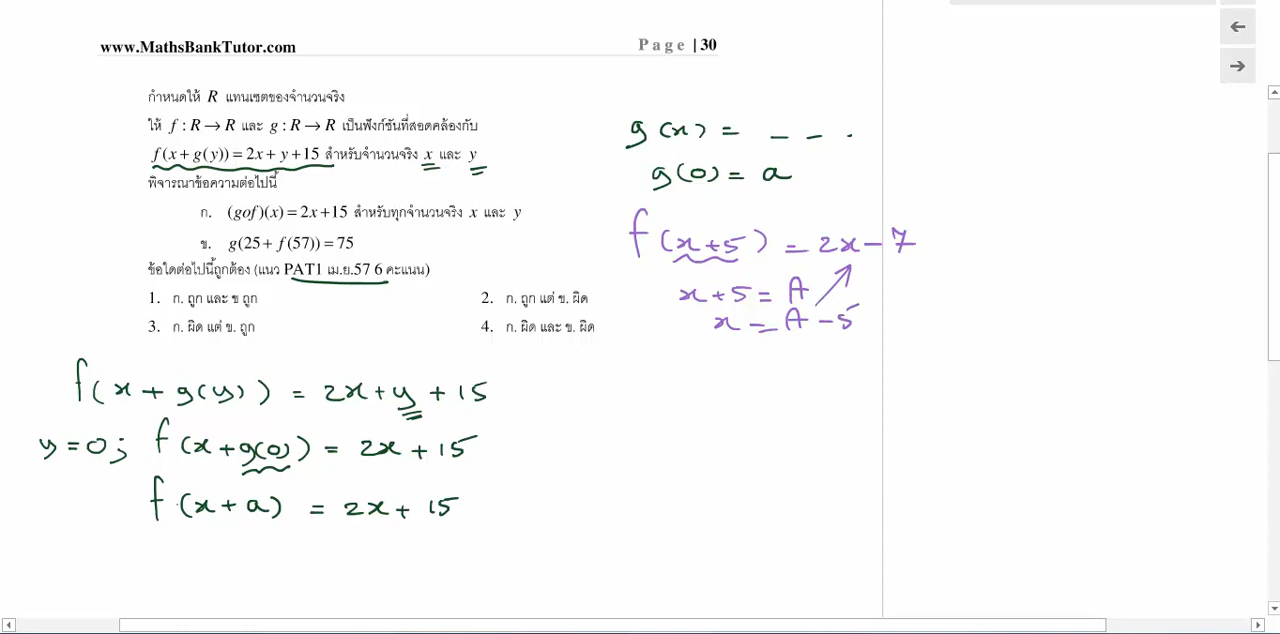 www.MathsBankTutor.com
Page | 30
กำหนดให้ R แทนเซตของจำนวนจริง
ให้ f : R → R และ g : R → R เป็นฟังก์ชันที่สอดคล้องกับ
f(x + g(y)) = 2x + y + 15 สำหรับจำนวนจริง x และ y
พิจารณาข้อความต่อไปนี้
ก. (gof)(x) = 2x + 15 สำหรับทุกจำนวนจริง x และ y
ข. g(25 + f(57)) = 75
ข้อใดต่อไปนี้ถูกต้อง (แนว PAT1 เม.ย.57 6 คะแนน)
1. ก. ถูก และ ข ถูก
2. ก. ถูก แต่ ข. ผิด
3. ก. ผิด แต่ ข. ถูก
4. ก. ผิด และ ข. ผิด
g(x) = _ _ .
g(0) = a
f(x+5) = 2x - 7
x + 5 = A
x = A - 5
f(x + g(y)) = 2x + y + 15
y = 0; f(x + g(0)) = 2x + 15
f(x + a) = 2x + 15